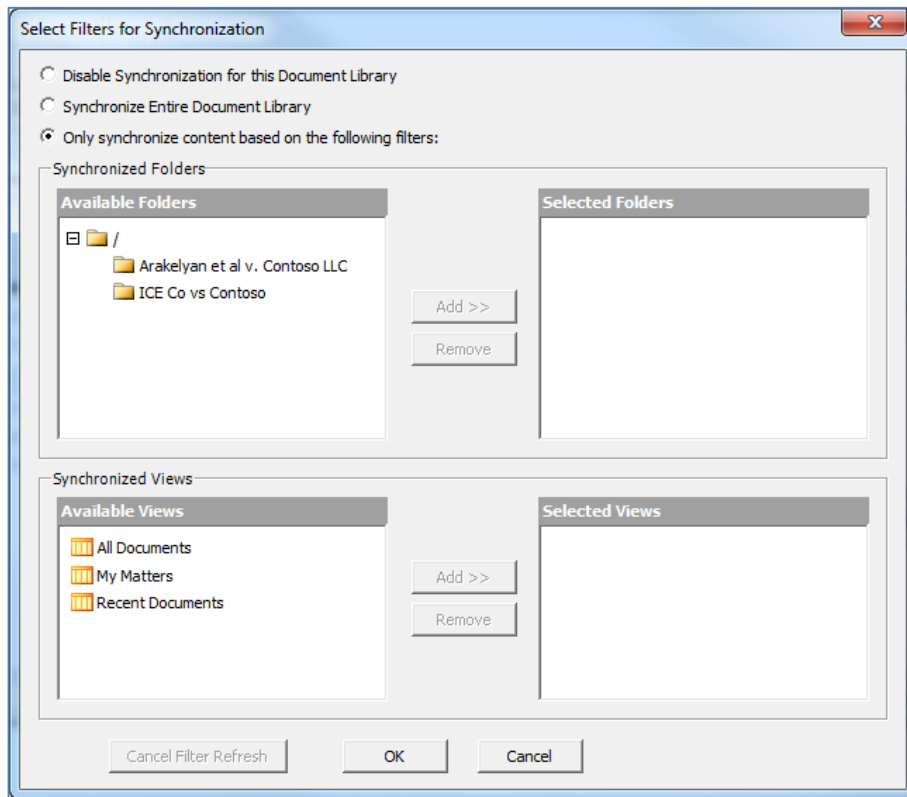 Select Filters for Synchronization
X
Disable Synchronization for this Document Library
Synchronize Entire Document Library
Only synchronize content based on the following filters:
Synchronized Folders
Available Folders
Selected Folders
/
Arakelyan et al v. Contoso LLC
ICE Co vs Contoso
Add >>
Remove
Synchronized Views
Available Views
Selected Views
All Documents
My Matters
Recent Documents
Add >>
Remove
Cancel Filter Refresh
OK
Cancel